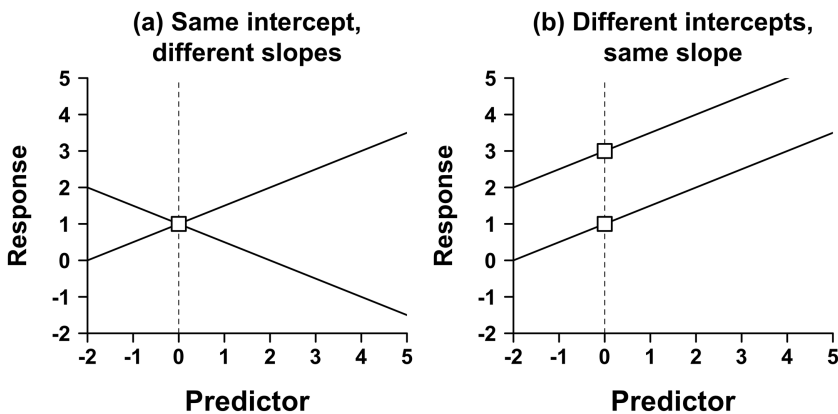 (a) Same intercept,
different slopes
Response
5
4
3
2
1
0
-1
-2
-2 -1 0 1 2 3 4 5
Predictor
(b) Different intercepts,
same slope
Response
5
4
3
2
1
0
-1
-2
-2 -1 0 1 2 3 4 5
Predictor